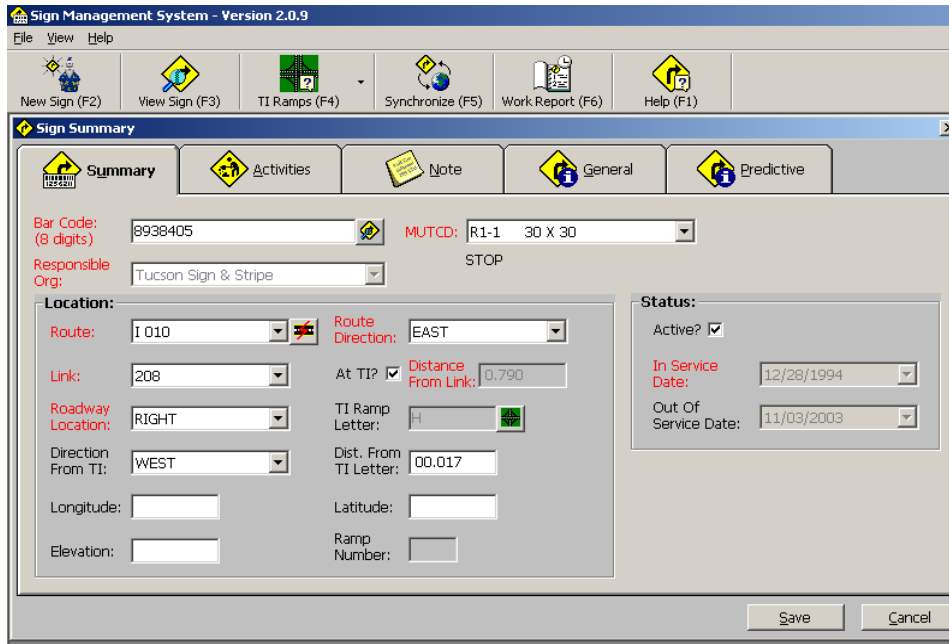 Sign Management System - Version 2.0.9
File View Help
New Sign (F2) View Sign (F3) TI Ramps (F4) Synchronize (F5) Work Report (F6) Help (F1)
Sign Summary
Summary Activities Note General Predictive
Bar Code:
(8 digits)
8938405
MUTCD: R1-1 30 X 30
STOP
Responsible
Org:
Tucson Sign & Stripe
Location:
Route: I 010
Route
Direction:
EAST
Link: 208
At TI?
Distance
From Link:
0.790
Roadway
Location:
RIGHT
TI Ramp
Letter:
H
Direction
From TI:
WEST
Dist. From
TI Letter:
00.017
Longitude:
Latitude:
Elevation:
Ramp
Number:
Status:
Active?
In Service
Date:
12/28/1994
Out Of
Service Date:
11/03/2003
Save Cancel